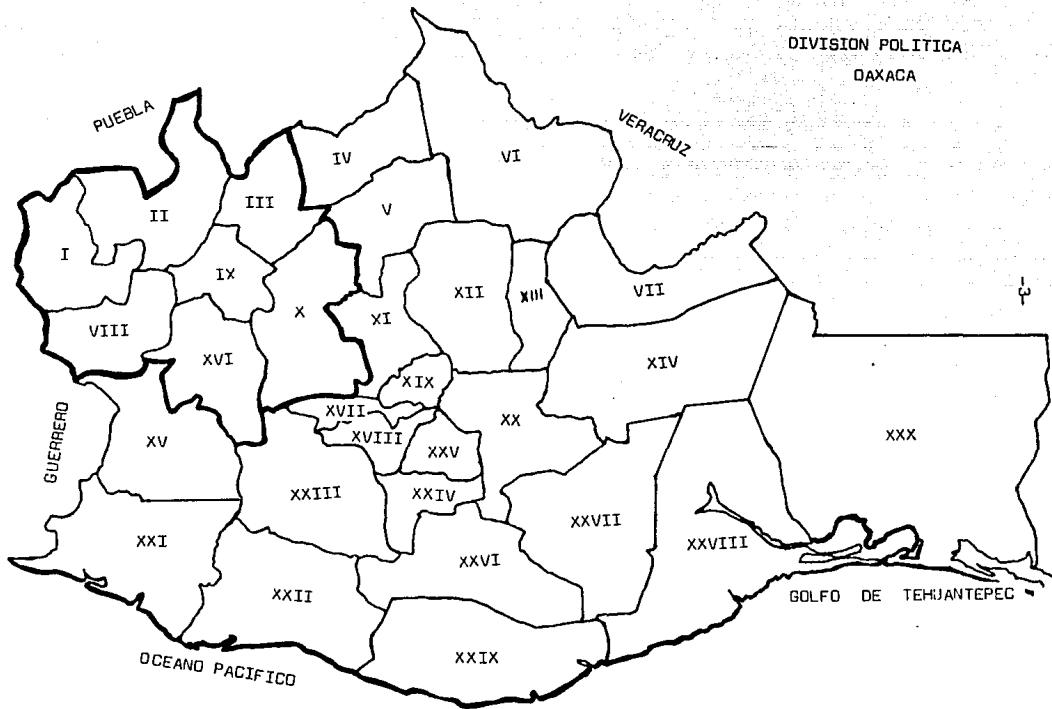 DIVISION POLITICA
OAXACA
PUEBLA
VERACRUZ
IV
VI
V
III
II
I
IX
X
XI
XII
XIII
VII
VIII
XVI
XIV
XIX
XVII
XVIII
XX
XXV
XV
GUERRERO
XXX
XXIII
XXIV
XXVII
XXI
XXVI
XXVIII
XXII
GOLFO DE TEHUANTEPEC
XXIX
OCEANO PACIFICO